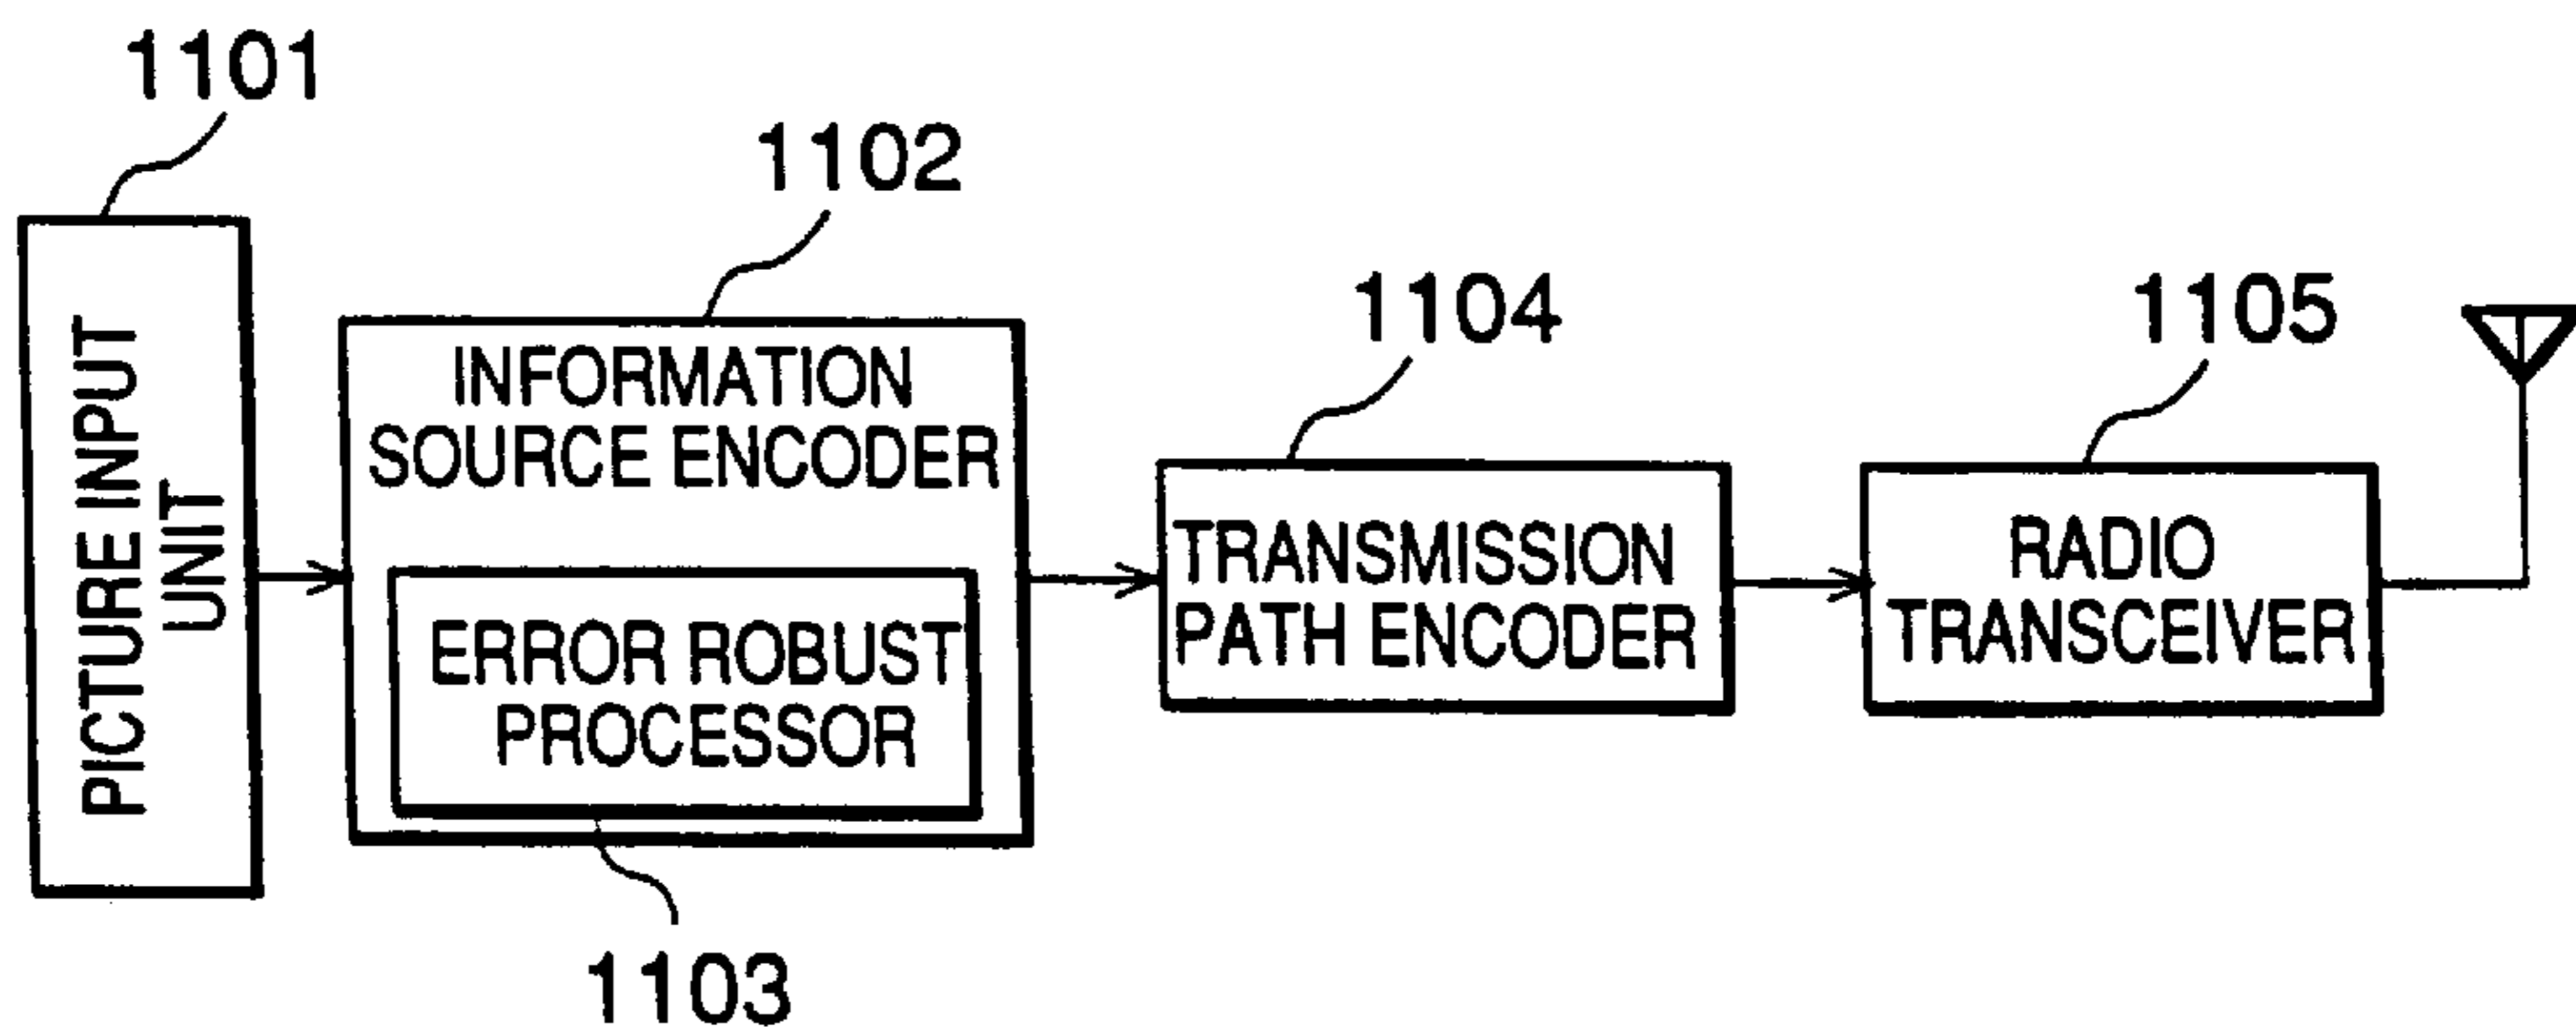 1101
1102
1104
1105
PICTURE INPUT
UNIT
INFORMATION
SOURCE ENCODER
ERROR ROBUST
PROCESSOR
TRANSMISSION
PATH ENCODER
RADIO
TRANSCEIVER
1103